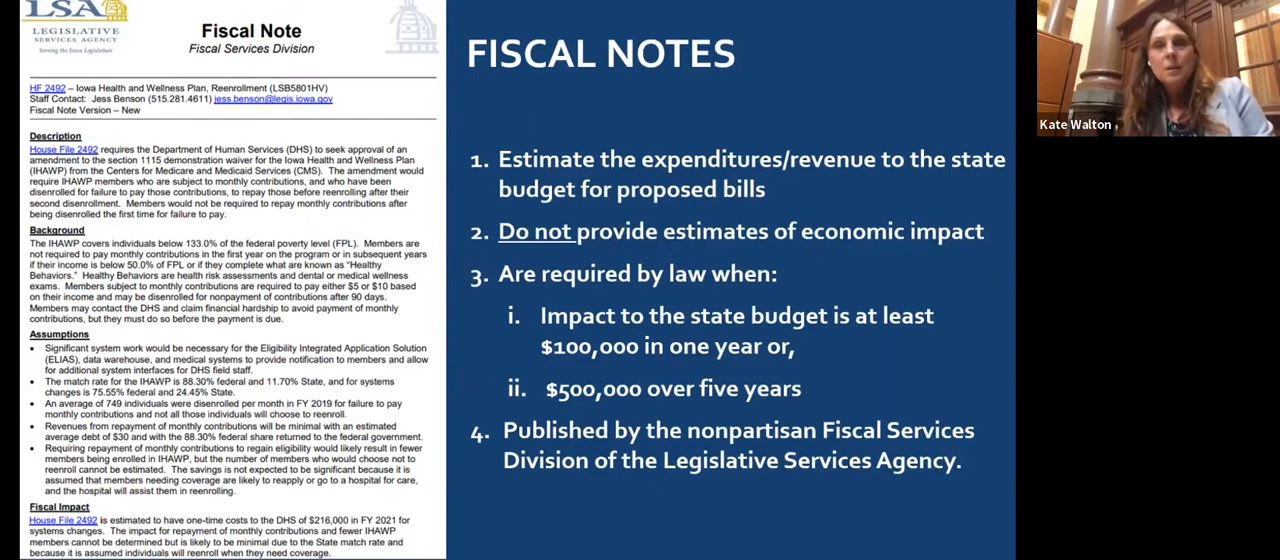 LSA
LEGISLATIVE
SERVICES AGENCY
Serving the Iowa Legislature
Fiscal Note
Fiscal Services Division
HF 2492 – Iowa Health and Wellness Plan, Reenrollment (LSB5801HV)
Staff Contact: Jess Benson (515.281.4611) jess.benson@legis.iowa.gov
Fiscal Note Version – New
Description
House File 2492 requires the Department of Human Services (DHS) to seek approval of an
amendment to the section 1115 demonstration waiver for the Iowa Health and Wellness Plan
(IHAWP) from the Centers for Medicare and Medicaid Services (CMS). The amendment would
require IHAWP members who are subject to monthly contributions, and who have been
disenrolled for failure to pay those contributions, to repay those before reenrolling after their
second disenrollment. Members would not be required to repay monthly contributions after
being disenrolled the first time for failure to pay.
Background
The IHAWP covers individuals below 133.0% of the federal poverty level (FPL). Members are
not required to pay monthly contributions in the first year on the program or in subsequent years
if their income is below 50.0% of FPL or if they complete what are known as “Healthy
Behaviors.” Healthy Behaviors are health risk assessments and dental or medical wellness
exams. Members subject to monthly contributions are required to pay either $5 or $10 based
on their income and may be disenrolled for nonpayment of contributions after 90 days.
Members may contact the DHS and claim financial hardship to avoid payment of monthly
contributions, but they must do so before the payment is due.
Assumptions
• Significant system work would be necessary for the Eligibility Integrated Application Solution
(ELIAS), data warehouse, and medical systems to provide notification to members and allow
for additional system interfaces for DHS field staff.
• The match rate for the IHAWP is 88.30% federal and 11.70% State, and for systems
changes is 75.55% federal and 24.45% State.
• An average of 749 individuals were disenrolled per month in FY 2019 for failure to pay
monthly contributions and not all those individuals will choose to reenroll.
• Revenues from repayment of monthly contributions will be minimal with an estimated
average debt of $30 and with the 88.30% federal share returned to the federal government.
• Requiring repayment of monthly contributions to regain eligibility would likely result in fewer
members being enrolled in IHAWP, but the number of members who would choose not to
reenroll cannot be estimated. The savings is not expected to be significant because it is
assumed that members needing coverage are likely to reapply or go to a hospital for care,
and the hospital will assist them in reenrolling.
Fiscal Impact
House File 2492 is estimated to have one-time costs to the DHS of $216,000 in FY 2021 for
systems changes. The impact for repayment of monthly contributions and fewer IHAWP
members cannot be determined but is likely to be minimal due to the State match rate and
because it is assumed individuals will reenroll when they need coverage.
FISCAL NOTES
1. Estimate the expenditures/revenue to the state
budget for proposed bills
2. Do not provide estimates of economic impact
3. Are required by law when:
i. Impact to the state budget is at least
$100,000 in one year or,
ii. $500,000 over five years
4. Published by the nonpartisan Fiscal Services
Division of the Legislative Services Agency.
Kate Walton